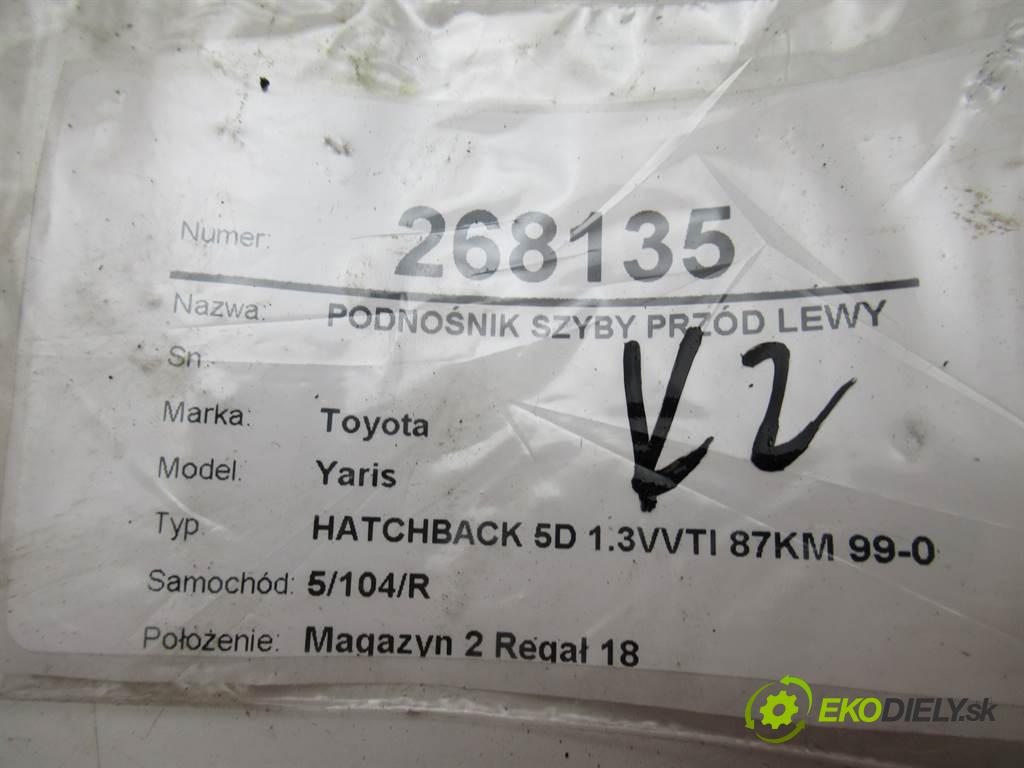 Numer: 268135
Nazwa: PODNOŚNIK SZYBY PRZÓD LEWY
Sn:
Marka: Toyota
Model: Yaris
Typ: HATCHBACK 5D 1.3VVTI 87KM 99-0
Samochód: 5/104/R
Położenie: Magazyn 2 Regał 18
EKODIELY.sk